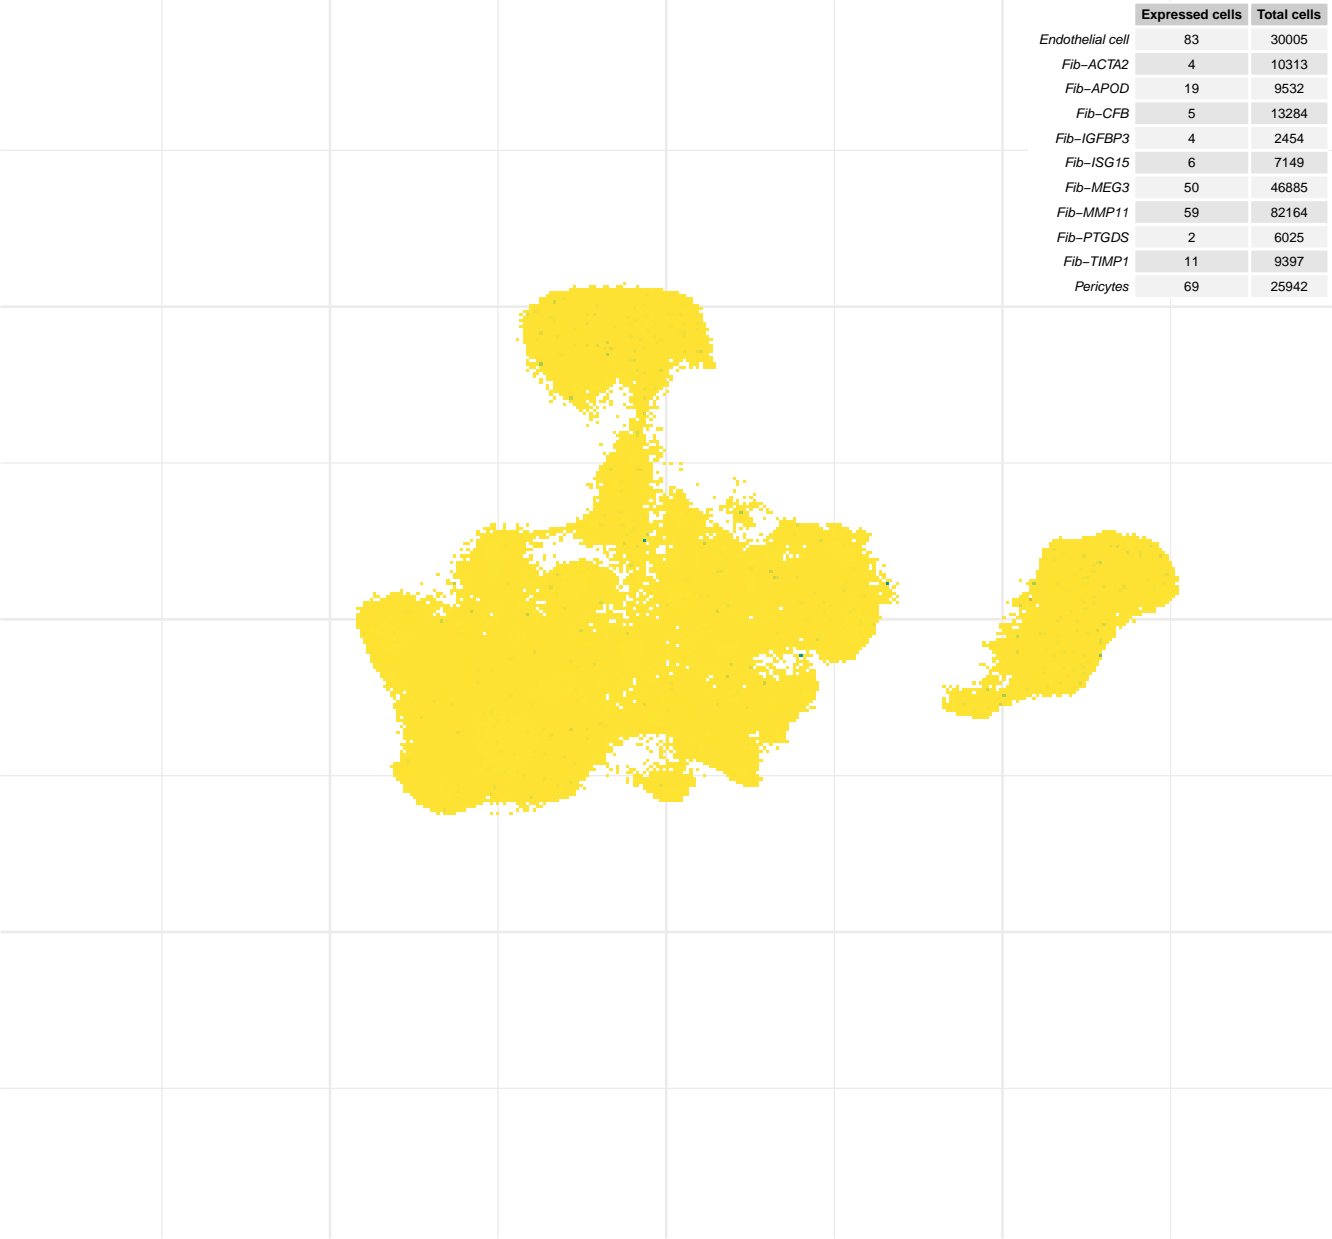 Expressed cells Total cells
Endothelial cell 83 30005
Fib−ACTA2 4 10313
Fib−APOD 19 9532
Fib−CFB 5 13284
Fib−IGFBP3 4 2454
Fib−ISG15 6 7149
Fib−MEG3 50 46885
Fib−MMP11 59 82164
Fib−PTGDS 2 6025
Fib−TIMP1 11 9397
Pericytes 69 25942